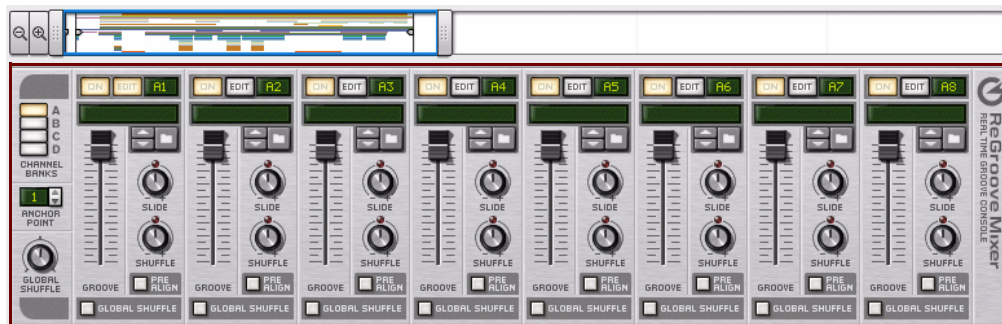 ON EDIT A1 ON EDIT A2 ON EDIT A3 ON EDIT A4 ON EDIT A5 ON EDIT A6 ON EDIT A7 ON EDIT A8
A
B
C
D
CHANNEL
BANKS
1
ANCHOR
POINT
GLOBAL
SHUFFLE
SLIDE SLIDE SLIDE SLIDE SLIDE SLIDE SLIDE SLIDE
SHUFFLE SHUFFLE SHUFFLE SHUFFLE SHUFFLE SHUFFLE SHUFFLE SHUFFLE
GROOVE PRE ALIGN GROOVE PRE ALIGN GROOVE PRE ALIGN GROOVE PRE ALIGN GROOVE PRE ALIGN GROOVE PRE ALIGN GROOVE PRE ALIGN GROOVE PRE ALIGN
GLOBAL SHUFFLE GLOBAL SHUFFLE GLOBAL SHUFFLE GLOBAL SHUFFLE GLOBAL SHUFFLE GLOBAL SHUFFLE GLOBAL SHUFFLE GLOBAL SHUFFLE
ReGroove Mixer
REAL TIME GROOVE CONSOLE